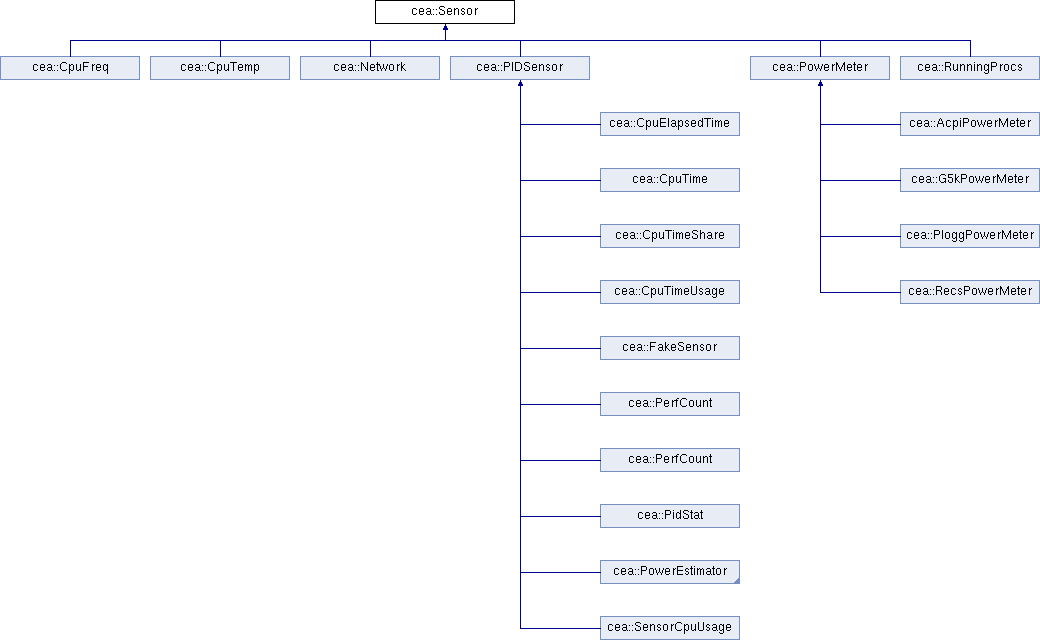 cea::Sensor
cea::CpuFreq
cea::CpuTemp
cea::Network
cea::PIDSensor
cea::PowerMeter
cea::RunningProcs
cea::CpuElapsedTime
cea::AcpiPowerMeter
cea::CpuTime
cea::G5kPowerMeter
cea::CpuTimeShare
cea::PloggPowerMeter
cea::CpuTimeUsage
cea::RecsPowerMeter
cea::FakeSensor
cea::PerfCount
cea::PerfCount
cea::PidStat
cea::PowerEstimator
cea::SensorCpuUsage